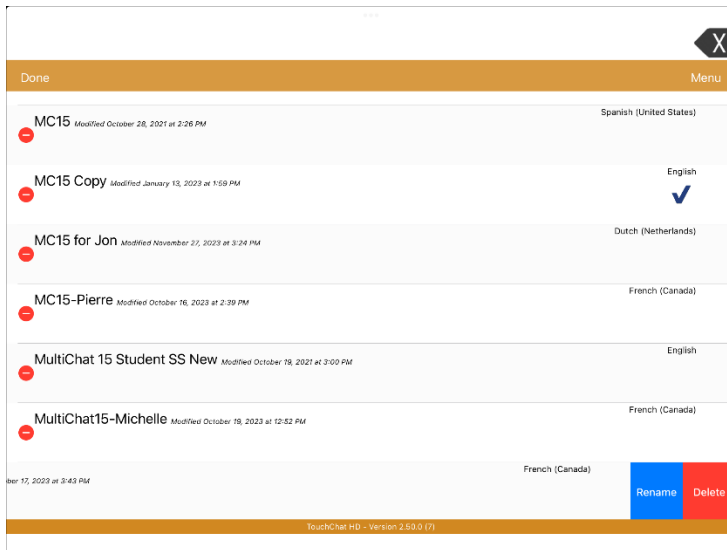 X
Done Menu
MC15 Modified October 28, 2021 at 2:26 PM Spanish (United States)
MC15 Copy Modified January 13, 2023 at 1:59 PM English
MC15 for Jon Modified November 27, 2023 at 3:24 PM Dutch (Netherlands)
MC15-Pierre Modified October 16, 2023 at 2:39 PM French (Canada)
MultiChat 15 Student SS New Modified October 19, 2021 at 3:00 PM English
MultiChat15-Michelle Modified October 19, 2023 at 12:52 PM French (Canada)
ber 17, 2023 at 3:43 PM French (Canada) Rename Delete
TouchChat HD - Version 2.50.0 (7)